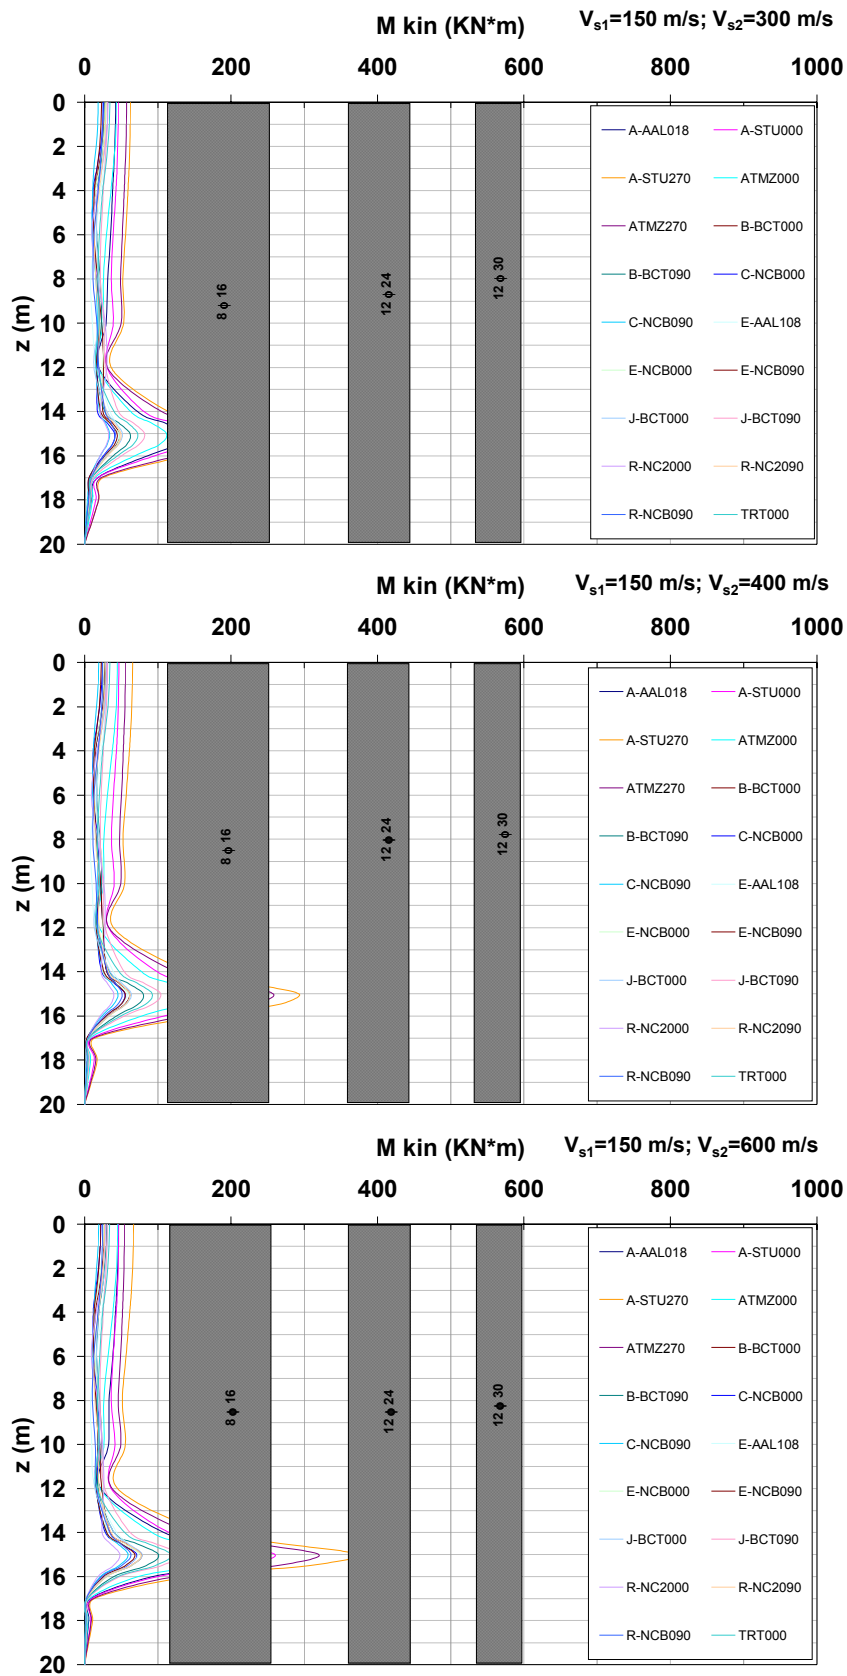 M kin (KN*m)
Vs1=150 m/s; Vs2=300 m/s
0 200 400 600 800 1000
z (m)
0
2
4
6
8
10
12
14
16
18
20
8 ϕ 16
12 ϕ 24
12 ϕ 30
A-AAL018 A-STU000
A-STU270 ATMZ000
ATMZ270 B-BCT000
B-BCT090 C-NCB000
C-NCB090 E-AAL108
E-NCB000 E-NCB090
J-BCT000 J-BCT090
R-NC2000 R-NC2090
R-NCB090 TRT000
M kin (KN*m)
Vs1=150 m/s; Vs2=400 m/s
0 200 400 600 800 1000
z (m)
0
2
4
6
8
10
12
14
16
18
20
8 ϕ 16
12 ϕ 24
12 ϕ 30
A-AAL018 A-STU000
A-STU270 ATMZ000
ATMZ270 B-BCT000
B-BCT090 C-NCB000
C-NCB090 E-AAL108
E-NCB000 E-NCB090
J-BCT000 J-BCT090
R-NC2000 R-NC2090
R-NCB090 TRT000
M kin (KN*m)
Vs1=150 m/s; Vs2=600 m/s
0 200 400 600 800 1000
z (m)
0
2
4
6
8
10
12
14
16
18
20
8 ϕ 16
12 ϕ 24
12 ϕ 30
A-AAL018 A-STU000
A-STU270 ATMZ000
ATMZ270 B-BCT000
B-BCT090 C-NCB000
C-NCB090 E-AAL108
E-NCB000 E-NCB090
J-BCT000 J-BCT090
R-NC2000 R-NC2090
R-NCB090 TRT000